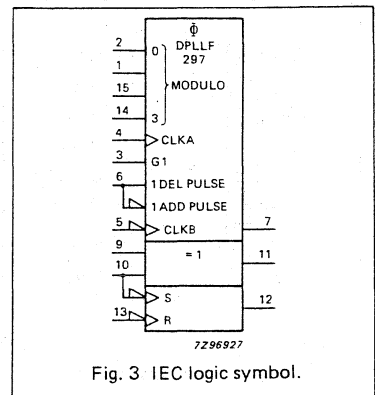 Φ
DPLLF
297
2 0
1
MODULO
15
14 3
4 CLKA
3 G1
6 1 DEL PULSE
1 ADD PULSE
5 CLKB 7
9 = 1
11
10
S
12
13 R
7Z96927
Fig. 3 IEC logic symbol.